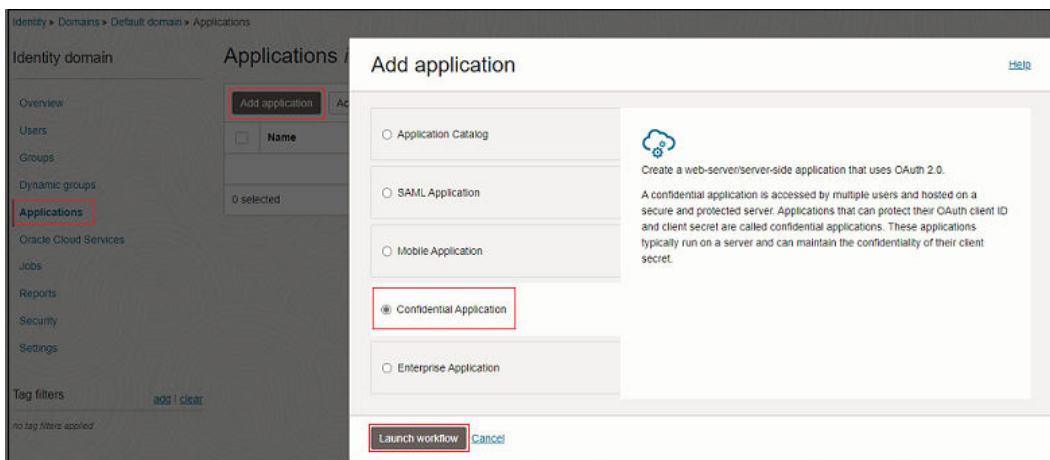 Identity > Domains > Default domain > Applications
Identity domain
Overview
Users
Groups
Dynamic groups
Applications
Oracle Cloud Services
Jobs
Reports
Security
Settings
Tag filters
add | clear
no tag filters applied
Applications
Add application
Name
0 selected
Add application
Help
Application Catalog
SAML Application
Mobile Application
Confidential Application
Enterprise Application
Create a web-server/server-side application that uses OAuth 2.0.
A confidential application is accessed by multiple users and hosted on a
secure and protected server. Applications that can protect their OAuth client ID
and client secret are called confidential applications. These applications
typically run on a server and can maintain the confidentiality of their client
secret.
Launch workflow
Cancel